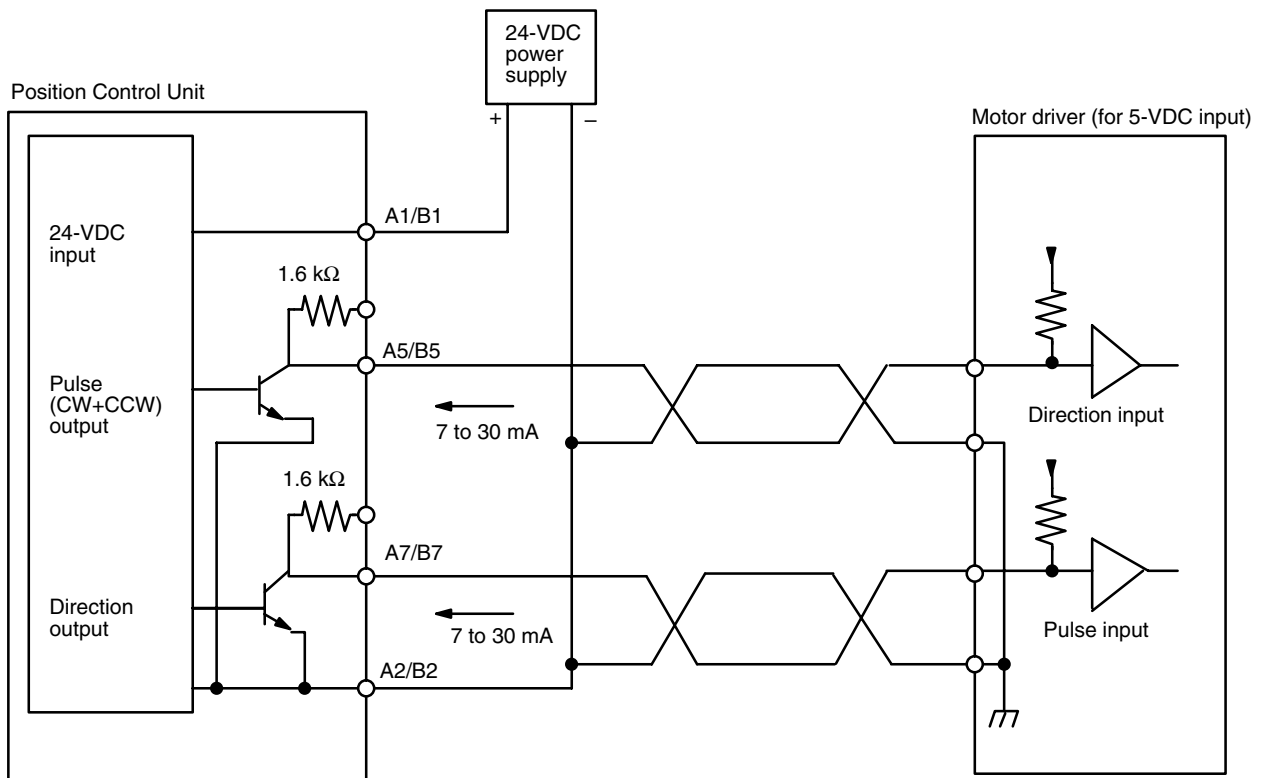 24-VDC
power
supply
Position Control Unit
+
–
Motor driver (for 5-VDC input)
A1/B1
24-VDC
input
1.6 kΩ
A5/B5
Pulse
(CW+CCW)
output
7 to 30 mA
Direction input
1.6 kΩ
A7/B7
Direction
output
7 to 30 mA
Pulse input
A2/B2